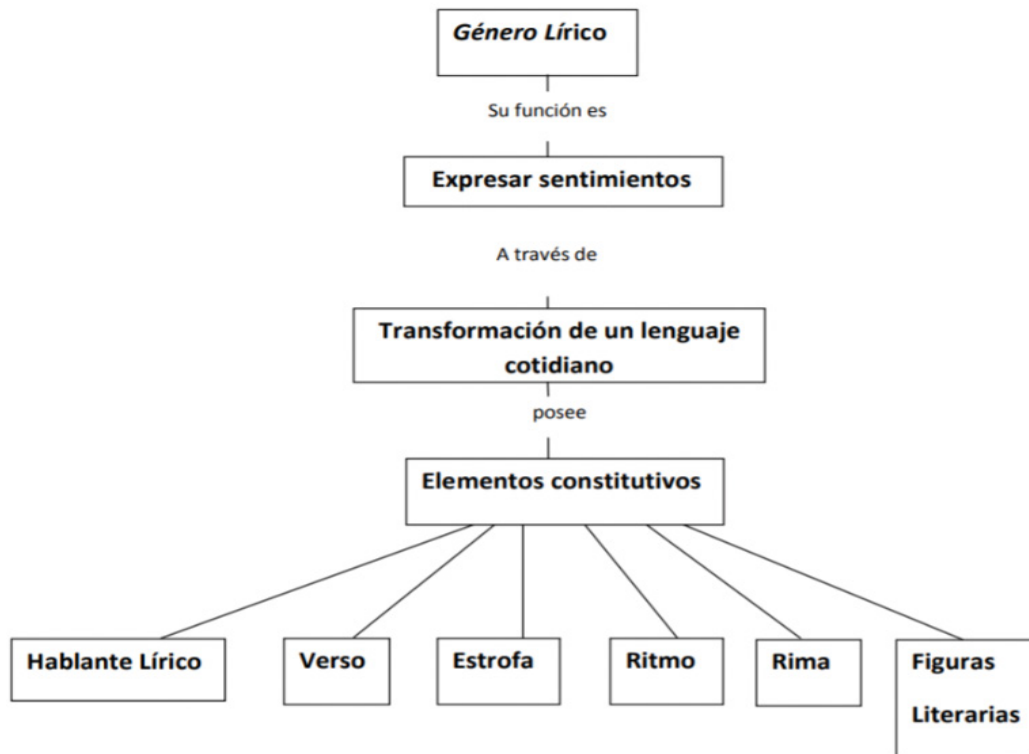 Género Lírico
Su función es
Expresar sentimientos
A través de
Transformación de un lenguaje
cotidiano
posee
Elementos constitutivos
Hablante Lírico
Verso
Estrofa
Ritmo
Rima
Figuras
Literarias